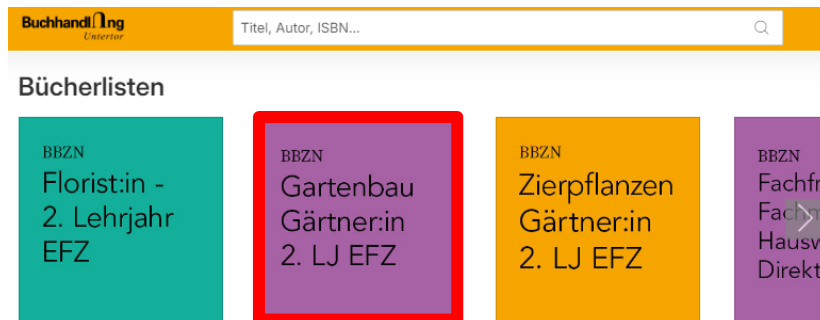 Buchhandlung
Untertor
Titel, Autor, ISBN...
Bücherlisten
BBZN
Florist:in -
2. Lehrjahr
EFZ
BBZN
Gartenbau
Gärtner:in
2. LJ EFZ
BBZN
Zierpflanzen
Gärtner:in
2. LJ EFZ
BBZN
Direkt